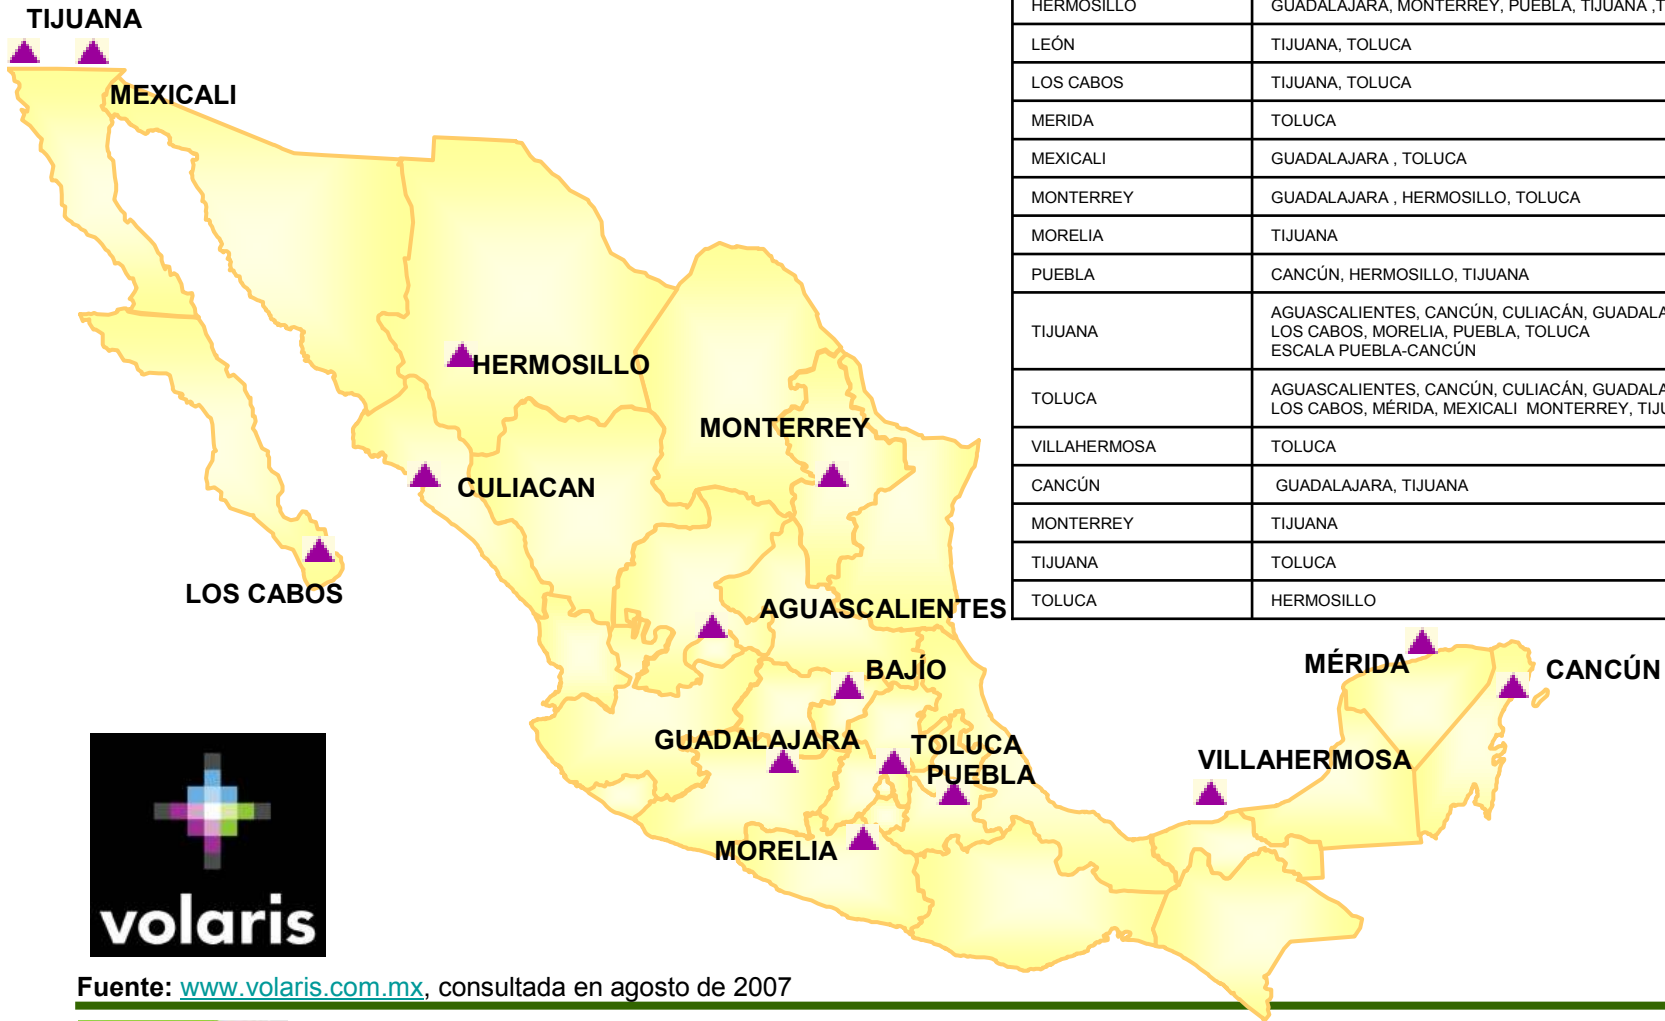 TIJUANA
MEXICALI
HERMOSILLO
MONTERREY
CULIACAN
LOS CABOS
AGUASCALIENTES
BAJÍO
GUADALAJARA
TOLUCA
PUEBLA
MORELIA
MÉRIDA
CANCÚN
VILLAHERMOSA
HERMOSILLO GUADALAJARA, MONTERREY, PUEBLA, TIJUANA ,T
LEÓN TIJUANA, TOLUCA
LOS CABOS TIJUANA, TOLUCA
MERIDA TOLUCA
MEXICALI GUADALAJARA , TOLUCA
MONTERREY GUADALAJARA , HERMOSILLO, TOLUCA
MORELIA TIJUANA
PUEBLA CANCÚN, HERMOSILLO, TIJUANA
TIJUANA AGUASCALIENTES, CANCÚN, CULIACÁN, GUADALA
LOS CABOS, MORELIA, PUEBLA, TOLUCA
ESCALA PUEBLA-CANCÚN
TOLUCA AGUASCALIENTES, CANCÚN, CULIACÁN, GUADALA
LOS CABOS, MÉRIDA, MEXICALI MONTERREY, TIJU
VILLAHERMOSA TOLUCA
CANCÚN GUADALAJARA, TIJUANA
MONTERREY TIJUANA
TIJUANA TOLUCA
TOLUCA HERMOSILLO
volaris
Fuente: www.volaris.com.mx, consultada en agosto de 2007